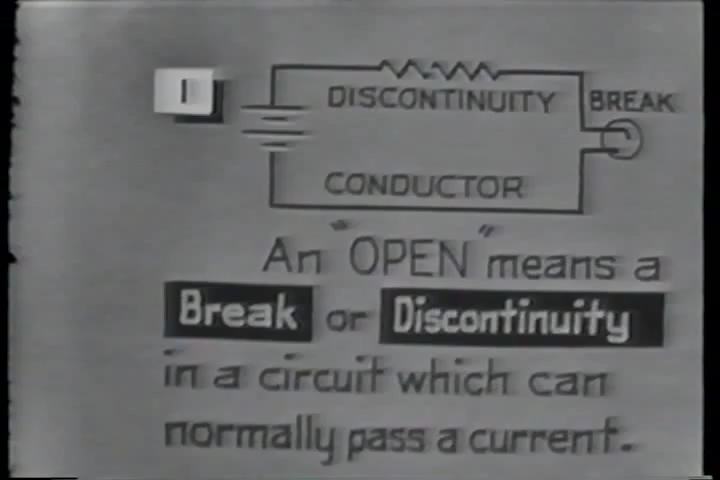 I
DISCONTINUITY
BREAK
CONDUCTOR
An "OPEN" means a
Break or Discontinuity
in a circuit which can
normally pass a current.